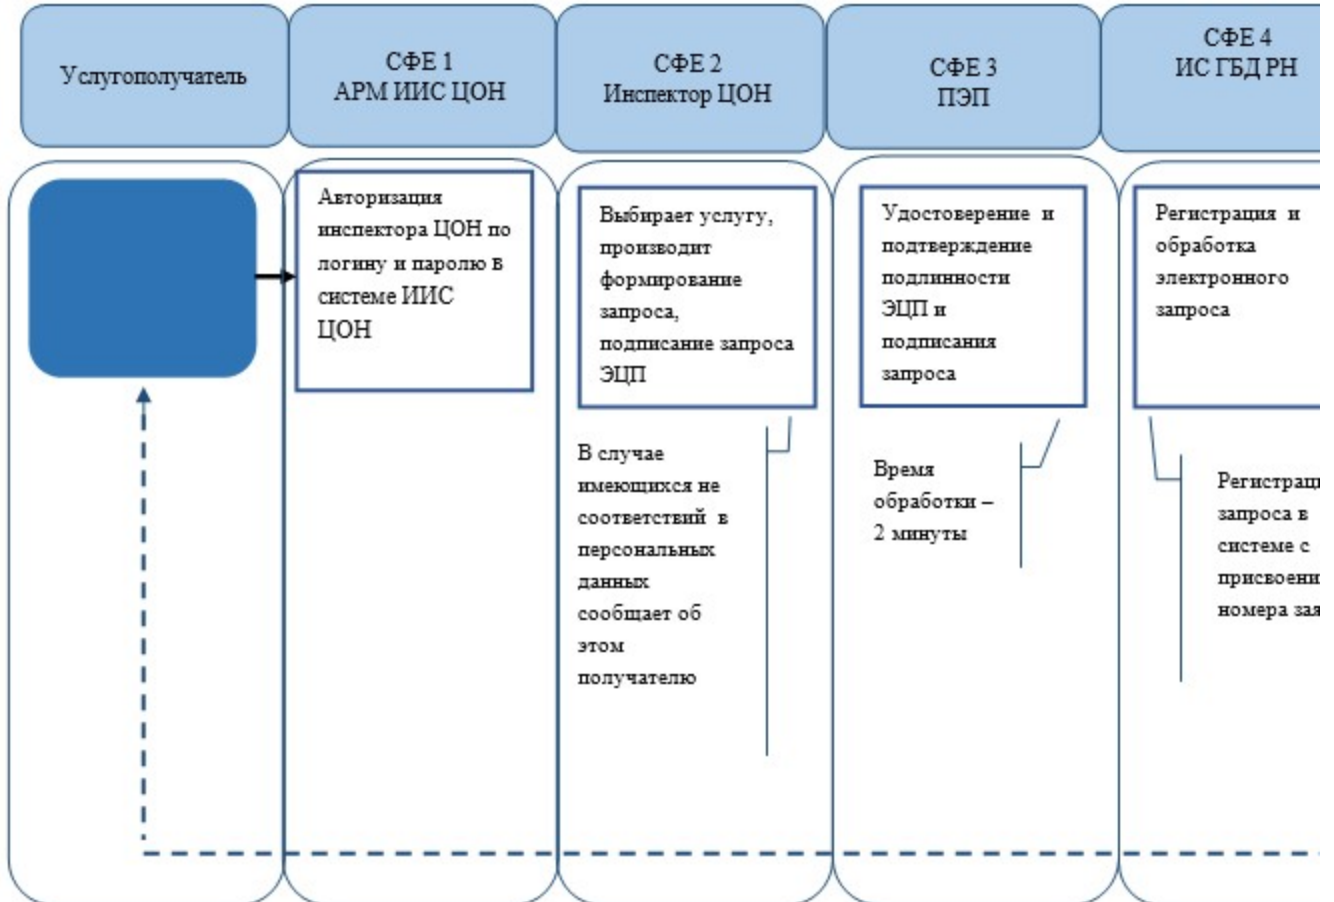 Услугополучатель
СФЕ 1
АРМ ИИС ЦОН
СФЕ 2
Инспектор ЦОН
СФЕ 3
ПЭП
СФЕ 4
ИС ГБД РН
Авторизация
инспектора ЦОН по
логину и паролю в
системе ИИС
ЦОН
Выбирает услугу,
производит
формирование
запроса,
подписание запроса
ЭЦП
В случае
имеющихся не
соответствий в
персональных
данных
сообщает об
этом
получателю
Удостоверение и
подтверждение
подлинности
ЭЦП и
подписания
запроса
Время
обработки –
2 минуты
Регистрация и
обработка
электронного
запроса
запроса в
системе с
номера